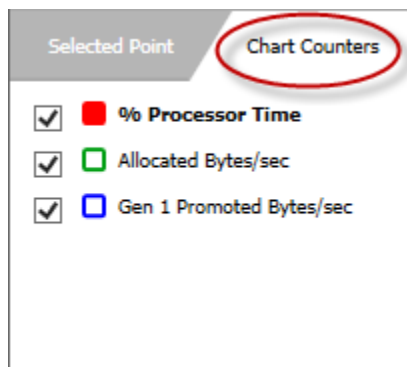 Selected Point
Chart Counters
% Processor Time
Allocated Bytes/sec
Gen 1 Promoted Bytes/sec